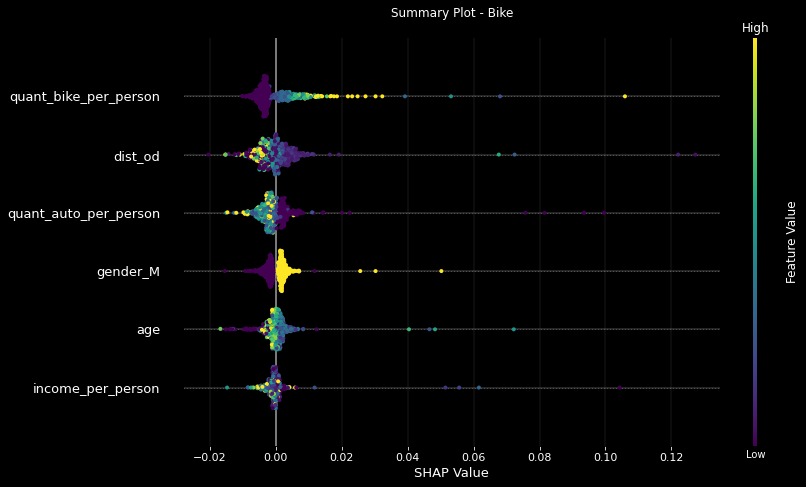 Summary Plot - Bike
High
quant_bike_per_person
dist_od
quant_auto_per_person
gender_M
age
income_per_person
Feature Value
Low
−0.02 0.00 0.02 0.04 0.06 0.08 0.10 0.12
SHAP Value